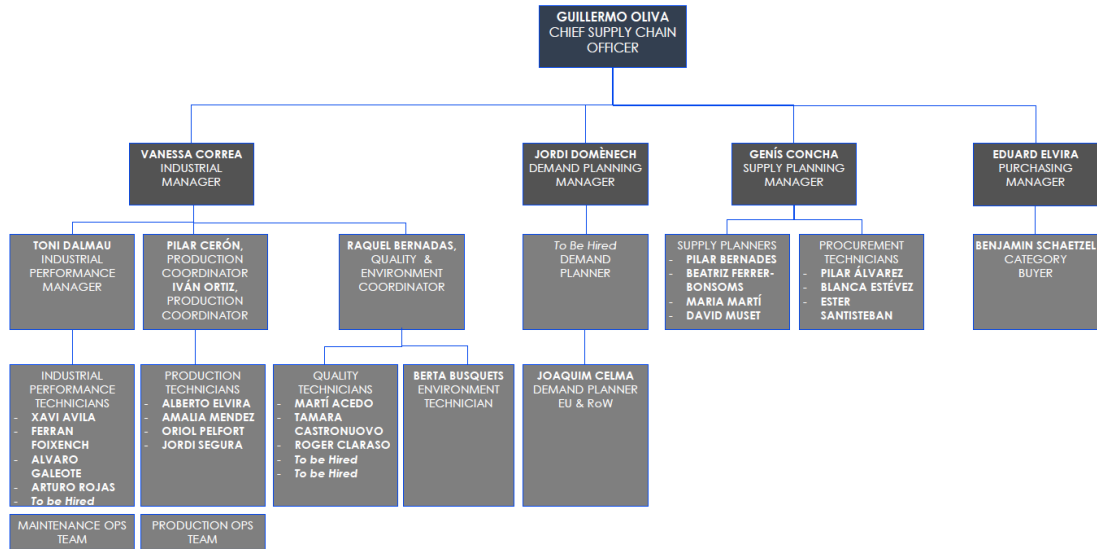 GUILLERMO OLIVA
CHIEF SUPPLY CHAIN
OFFICER
VANESSA CORREA
INDUSTRIAL
MANAGER
JORDI DOMÈNECH
DEMAND PLANNING
MANAGER
GENÍS CONCHA
SUPPLY PLANNING
MANAGER
EDUARD ELVIRA
PURCHASING
MANAGER
TONI DALMAU
INDUSTRIAL
PERFORMANCE
MANAGER
PILAR CERÓN,
PRODUCTION
COORDINATOR
IVÁN ORTIZ,
PRODUCTION
COORDINATOR
RAQUEL BERNADAS,
QUALITY &
ENVIRONMENT
COORDINATOR
To Be Hired
DEMAND
PLANNER
SUPPLY PLANNERS
- PILAR BERNADES
- BEATRIZ FERRER-
BONSOMS
- MARIA MARTÍ
- DAVID MUSET
PROCUREMENT
TECHNICIANS
- PILAR ÁLVAREZ
- BLANCA ESTÉVEZ
- ESTER
SANTISTEBAN
BENJAMIN SCHAETZEL
CATEGORY
BUYER
INDUSTRIAL
PERFORMANCE
TECHNICIANS
- XAVI AVILA
- FERRAN
FOIXENCH
- ALVARO
GALEOTE
- ARTURO ROJAS
- To be Hired
PRODUCTION
TECHNICIANS
- ALBERTO ELVIRA
- AMALIA MENDEZ
- ORIOL PELFORT
- JORDI SEGURA
QUALITY
TECHNICIANS
- MARTÍ ACEDO
- TAMARA
CASTRONUOVO
- ROGER CLARASO
- To be Hired
- To be Hired
BERTA BUSQUETS
ENVIRONMENT
TECHNICIAN
JOAQUIM CELMA
DEMAND PLANNER
EU & RoW
MAINTENANCE OPS
TEAM
PRODUCTION OPS
TEAM